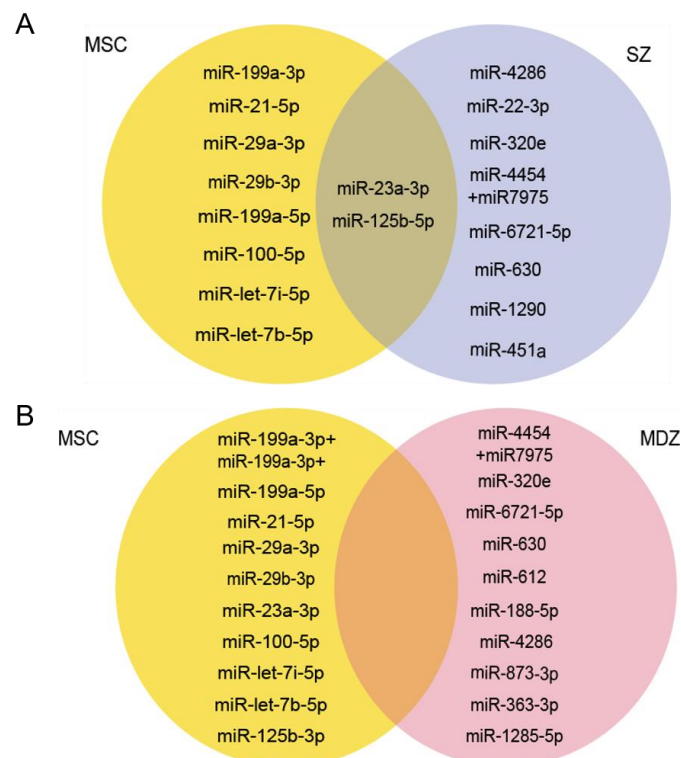 A
MSC
SZ
miR-199a-3p
miR-21-5p
miR-29a-3p
miR-29b-3p
miR-199a-5p
miR-100-5p
miR-let-7i-5p
miR-let-7b-5p
miR-23a-3p
miR-125b-5p
miR-4286
miR-22-3p
miR-320e
miR-4454
+miR7975
miR-6721-5p
miR-630
miR-1290
miR-451a
B
MSC
MDZ
miR-199a-3p+
miR-199a-3p+
miR-199a-5p
miR-21-5p
miR-29a-3p
miR-29b-3p
miR-23a-3p
miR-100-5p
miR-let-7i-5p
miR-let-7b-5p
miR-125b-3p
miR-4454
+miR7975
miR-320e
miR-6721-5p
miR-630
miR-612
miR-188-5p
miR-4286
miR-873-3p
miR-363-3p
miR-1285-5p